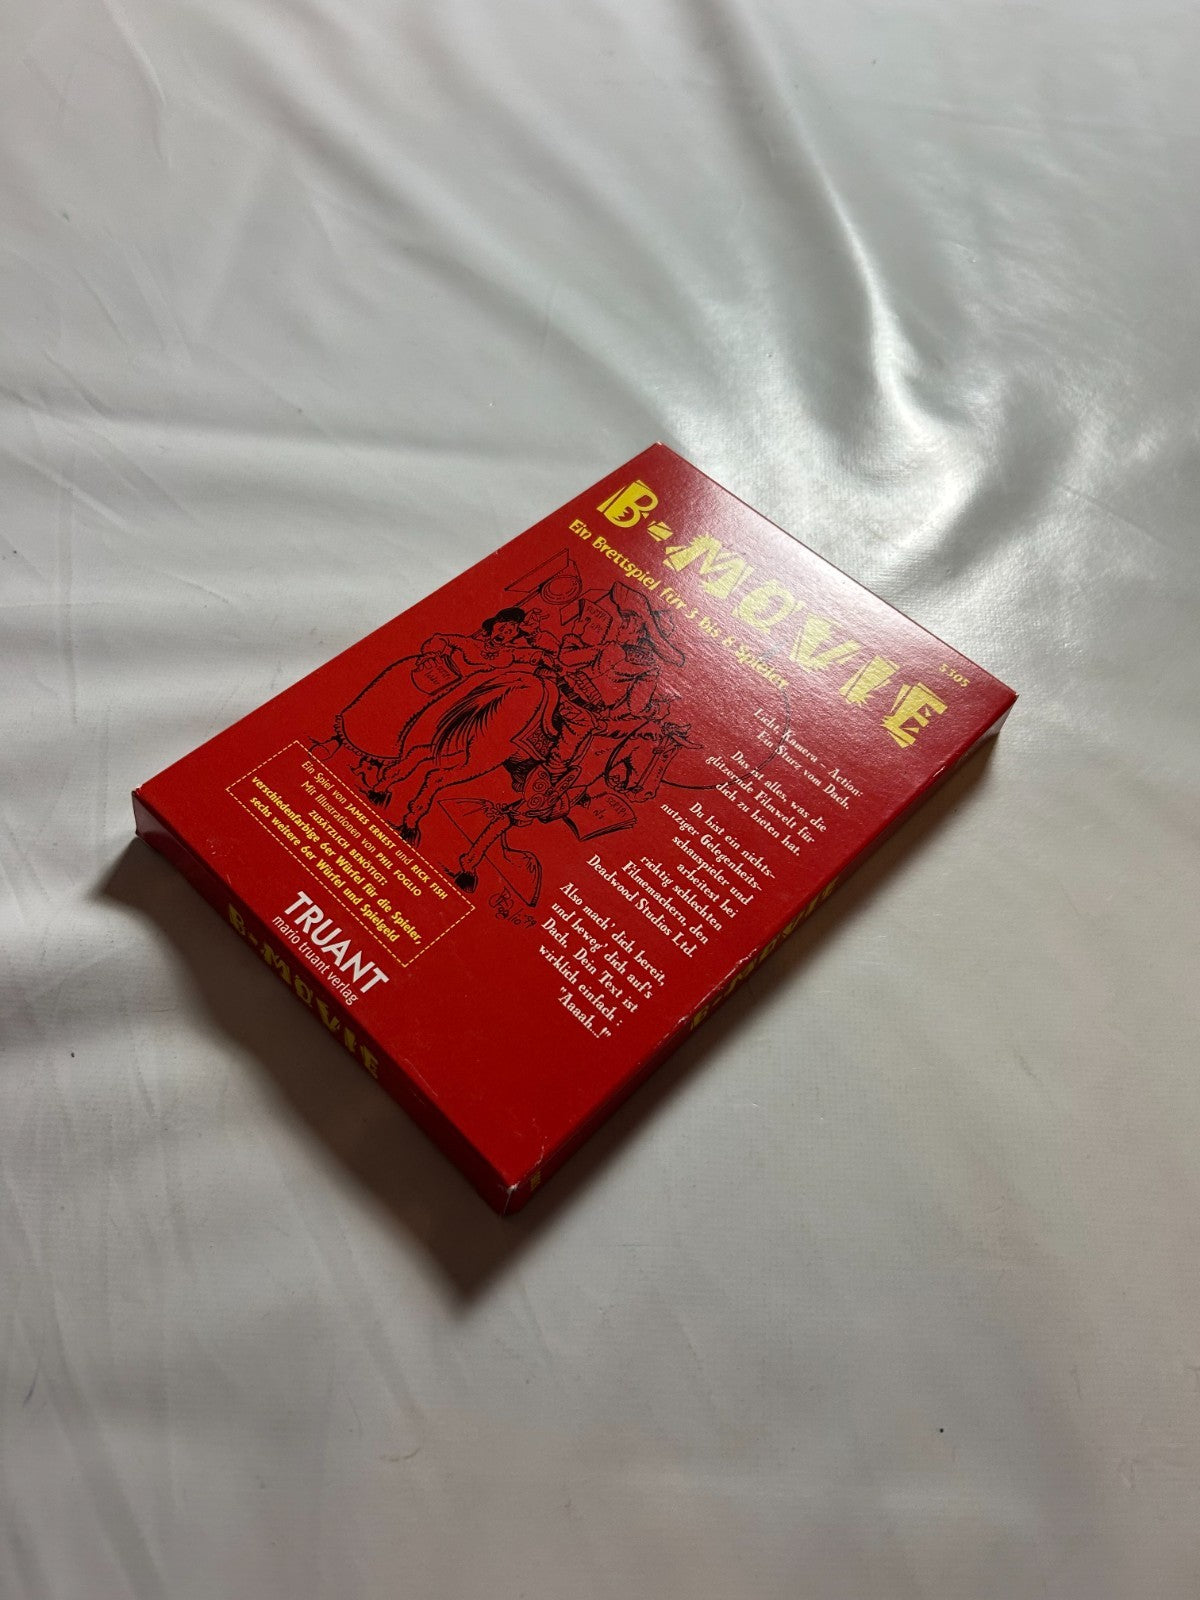 B-MOVIE
Ein Brettspiel für 3 bis 6 Spieler
5305
Licht, Kamera – Action:
Ein Sturz vom Dach.
Das ist alles, was die
glitzernde Filmwelt für
dich zu bieten hat.
Du bist ein nichts-
nutziger Gelegenheits-
schauspieler und
arbeitest bei
richtig schlechten
Filmemachern, den
Deadwood Studios Ltd.
Also mach' dich bereit,
und beweg' dich auf's
Dach. Dein Text ist
wirklich einfach :
"Aaaah...!"
Ein Spiel von JAMES ERNEST und RICK FISH
Mit Illustrationen von PHIL FOGLIO
ZUSÄTZLICH BENÖTIGT:
verschiedenfarbige 6er Würfel für die Spieler,
sechs weitere 6er Würfel und Spielgeld
TRUANT
mario truant verlag
B-MOVIE